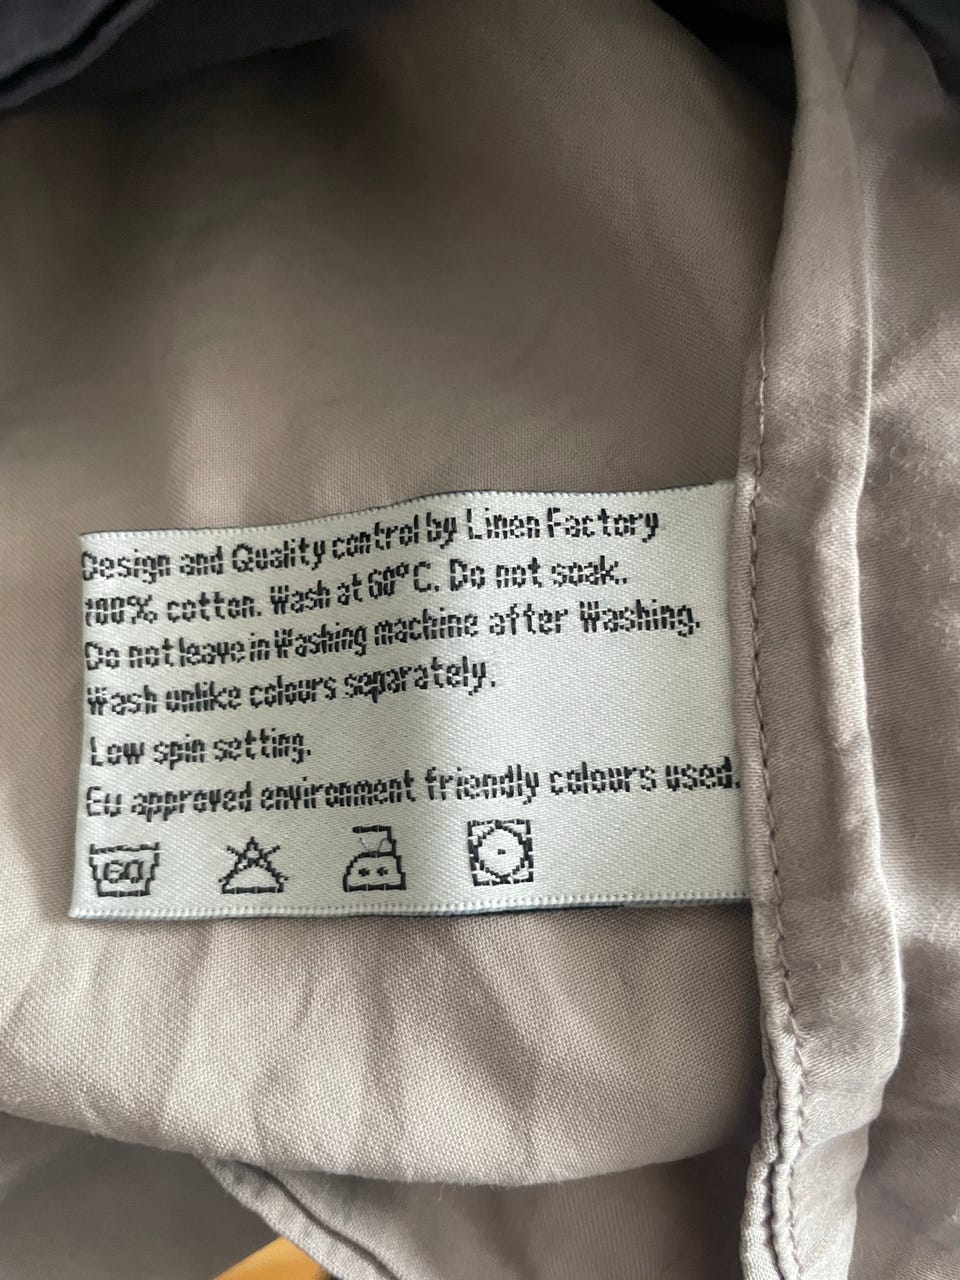 Design and Quality control by Linen Factory
100% cotton. Wash at 60°C. Do not soak.
Do not leave in Washing machine after Washing.
Wash unlike colours separately.
Low spin setting.
Eu approved environment friendly colours used.
60